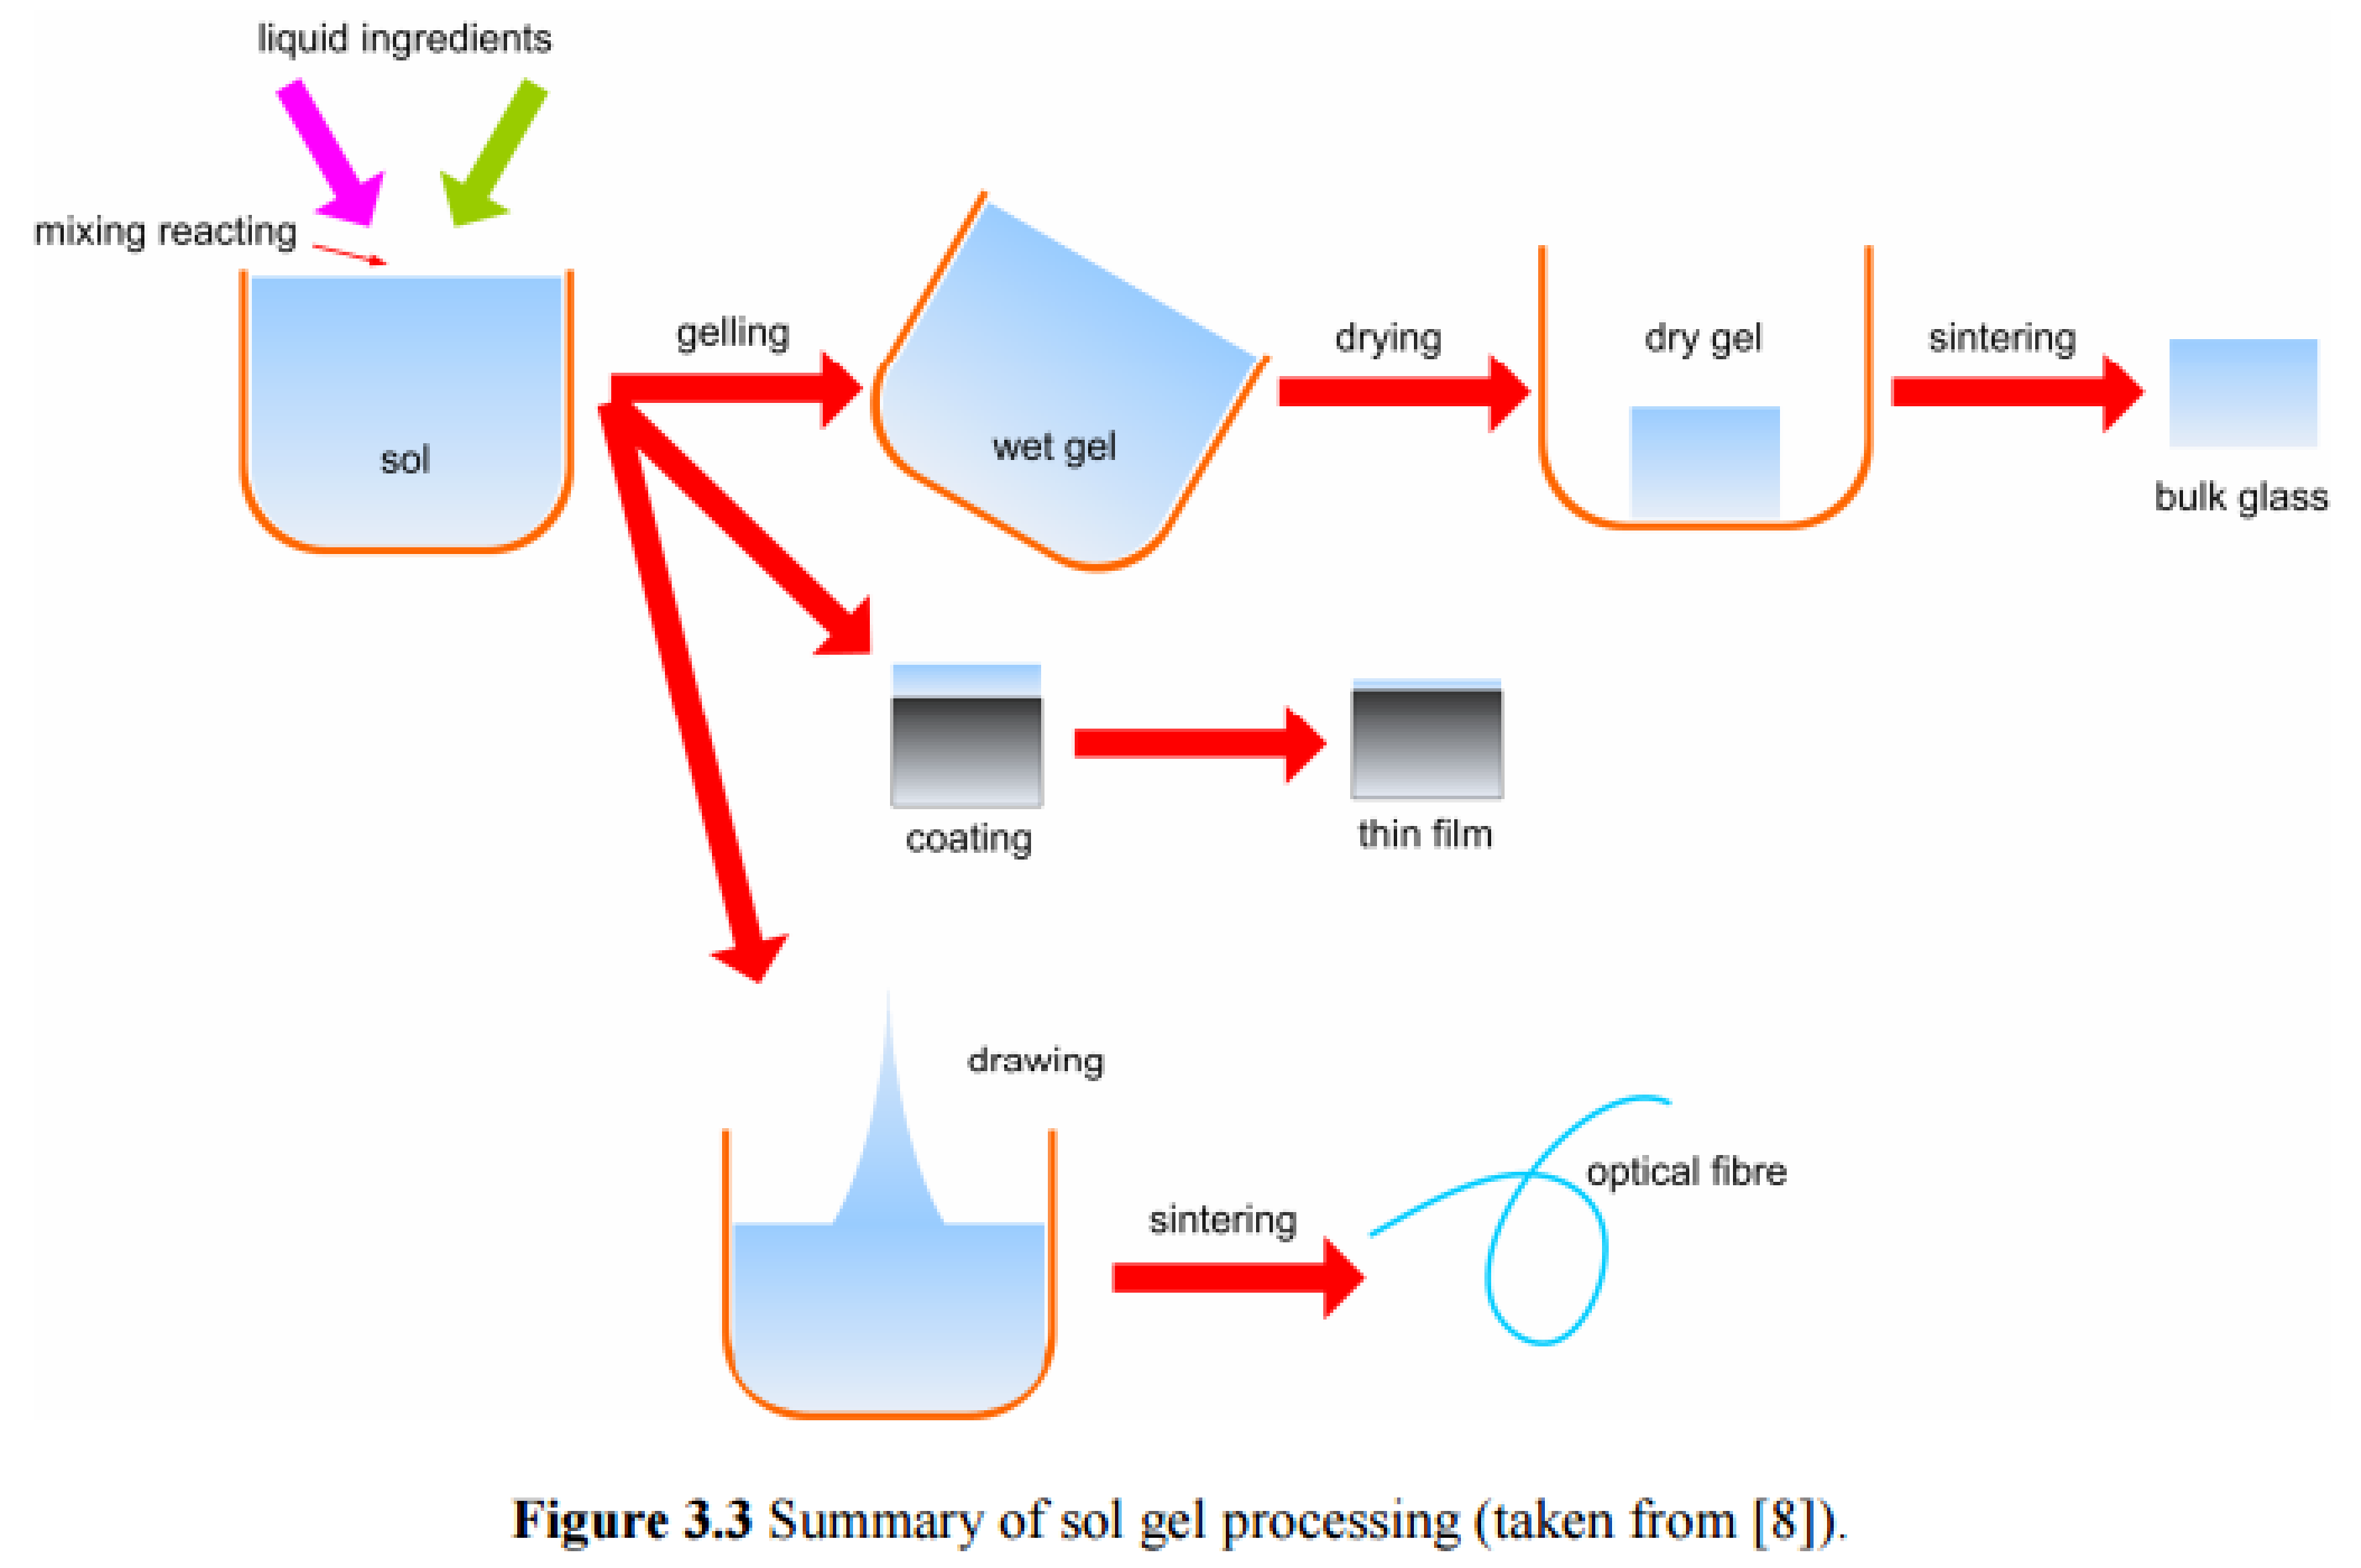 liquid ingredients
mixing reacting
sol
gelling
wet gel
drying
dry gel
sintering
bulk glass
coating
thin film
drawing
sintering
optical fibre
Figure 3.3 Summary of sol gel processing (taken from [8]).